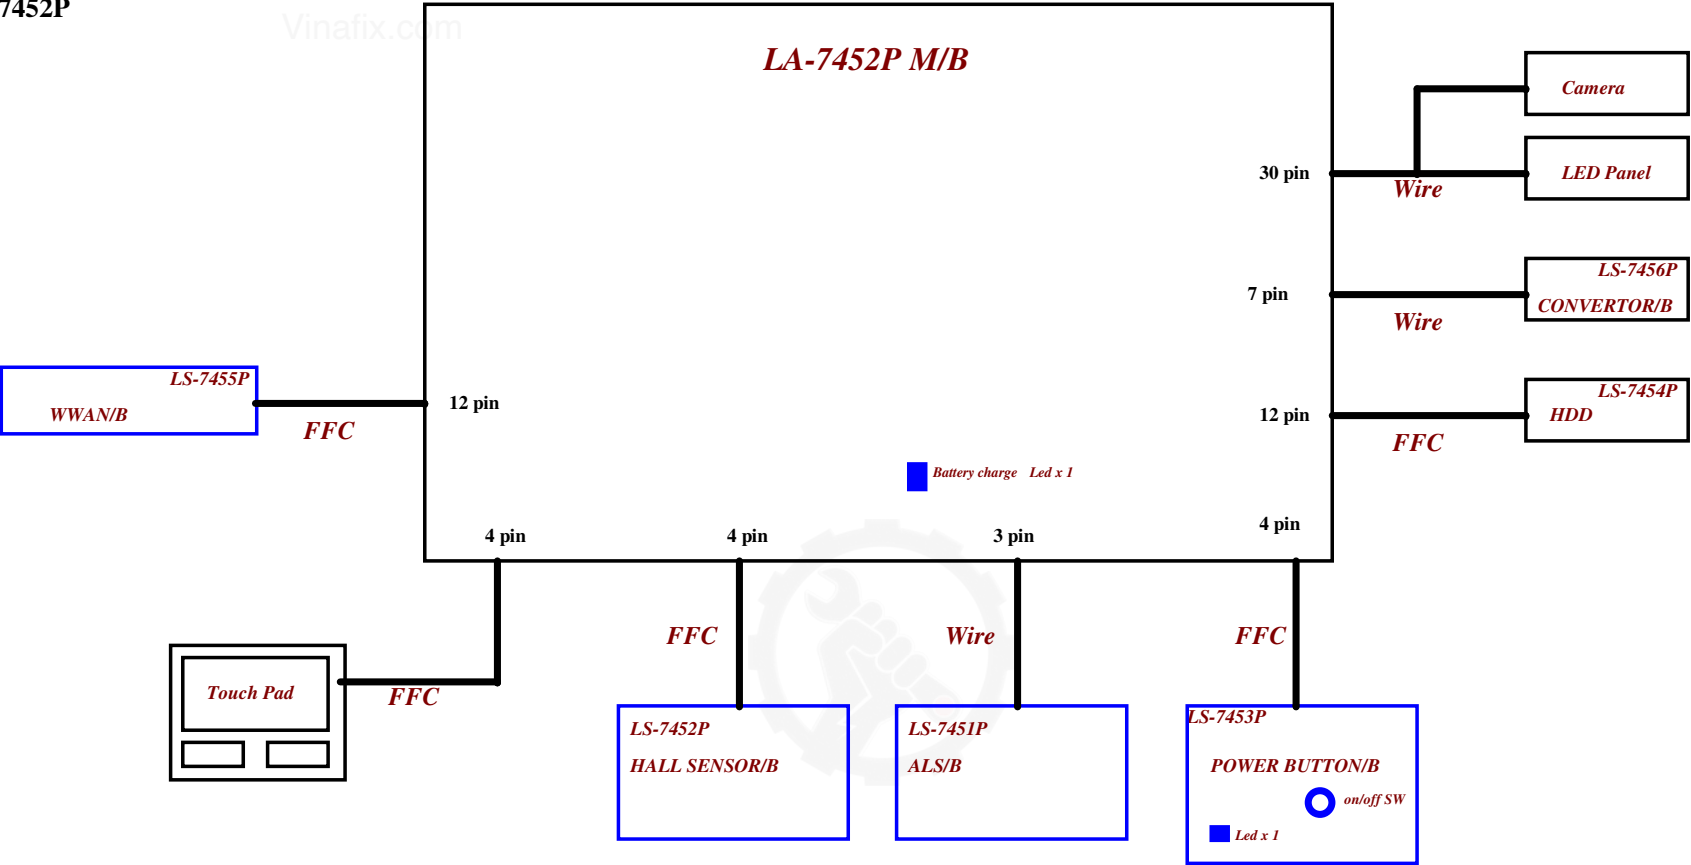 7452P
Vinafix.com
LA-7452P M/B
Camera
30 pin
LED Panel
Wire
LS-7456P
7 pin
CONVERTOR/B
Wire
LS-7455P
WWAN/B
12 pin
FFC
LS-7454P
12 pin
HDD
FFC
Battery charge Led x 1
4 pin
4 pin
3 pin
4 pin
FFC
Wire
FFC
Touch Pad
FFC
LS-7452P
HALL SENSOR/B
LS-7451P
ALS/B
LS-7453P
POWER BUTTON/B
on/off SW
Led x 1